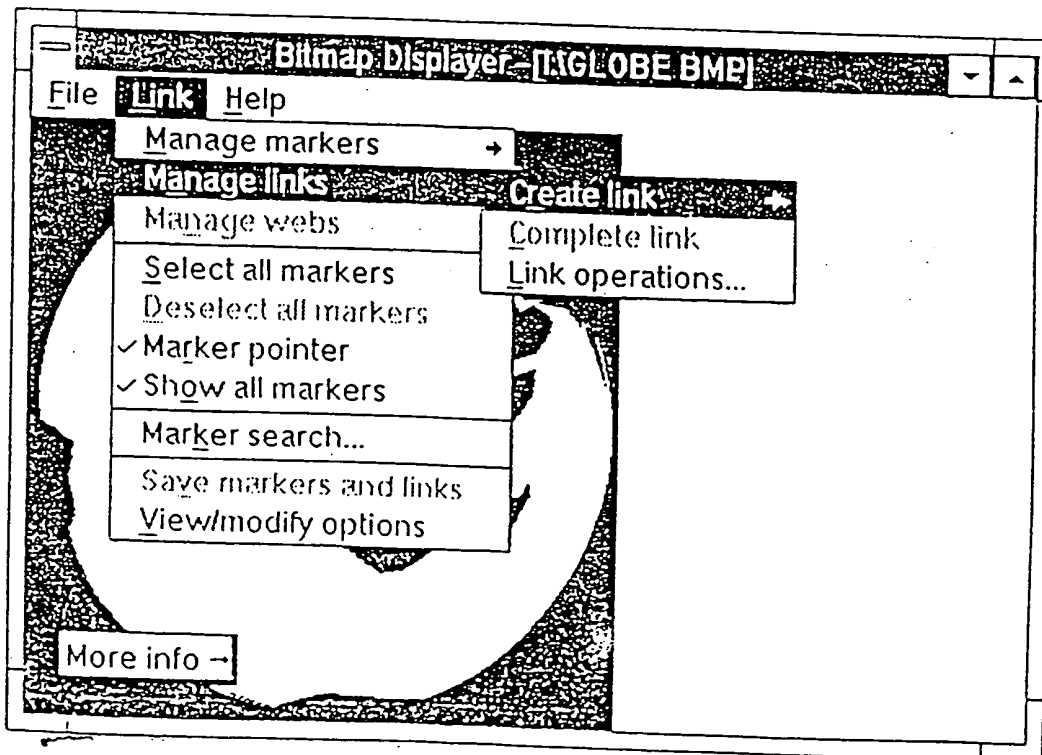 Bitmap Displayer-[I:\GLOBE.BMP]
File Link Help
Manage markers
Manage links
Manage webs
Select all markers
Deselect all markers
✓ Marker pointer
✓ Show all markers
Marker search...
Save markers and links
View/modify options
Create link
Complete link
Link operations...
More info →